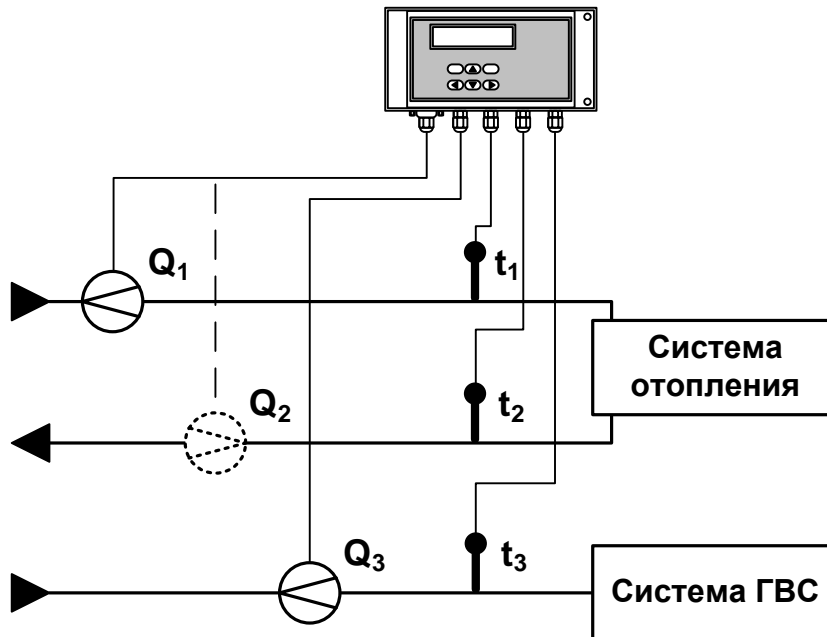 Q₁
t₁
Система
отопления
Q₂
t₂
Q₃
t₃
Система ГВС